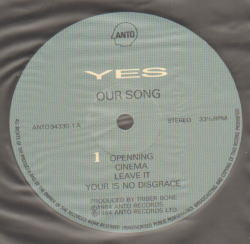 ANTO
YES
OUR SONG
ANTO 94330.1 A
STEREO 33⅓RPM
1 OPENNING
CINEMA
LEAVE IT
YOUR IS NO DISGRACE
PRODUCED BY TRIBER BONE
℗1984 ANTO RECORDS
©1984 ANTO RECORDS LTD.